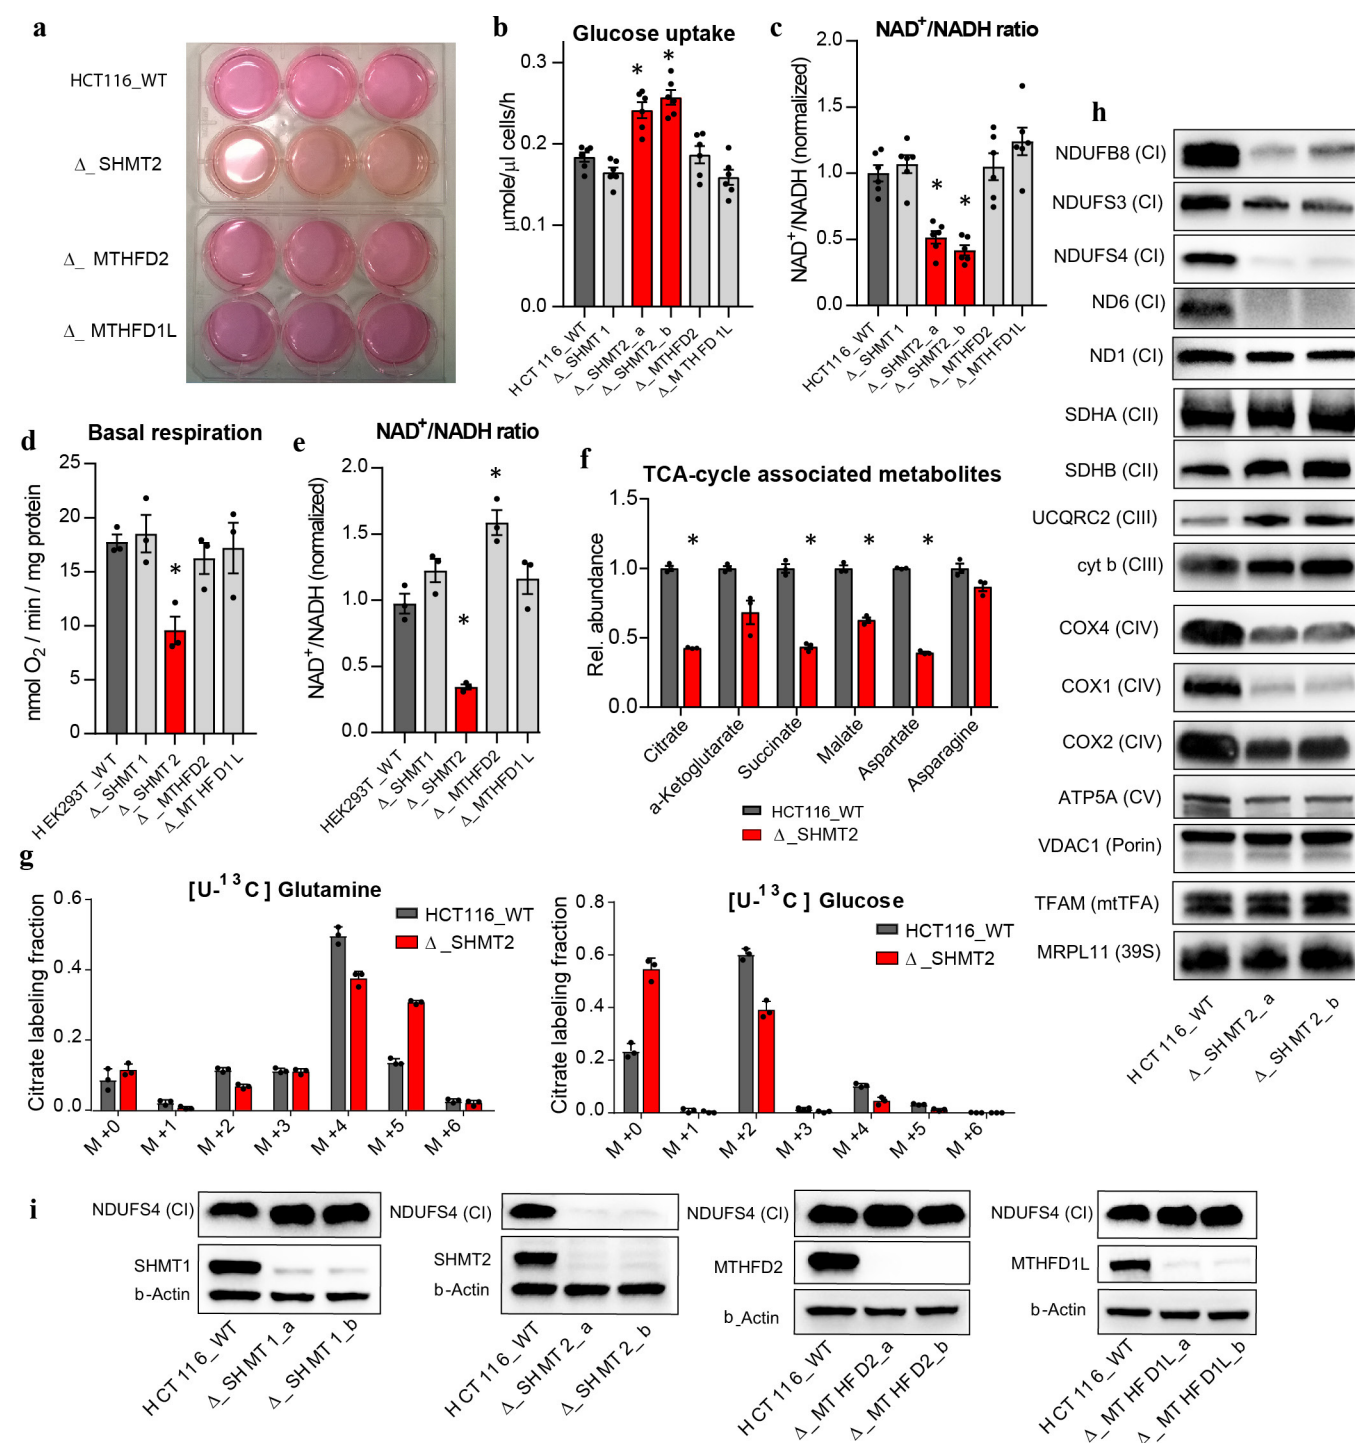 a
HCT116_WT
Δ_ SHMT2
Δ_ MTHFD2
Δ_ MTHFD1L
b
Glucose uptake
μmole/μl cells/h
0.3
0.2
0.1
0.0
*
*
HCT116_WT
Δ_SHMT1
Δ_SHMT2_a
Δ_SHMT2_b
Δ_MTHFD2
Δ_MTHFD1L
c
NAD+/NADH ratio
NAD+/NADH (normalized)
2.0
1.5
1.0
0.5
0.0
*
*
HCT116_WT
Δ_SHMT1
Δ_SHMT2_a
Δ_SHMT2_b
Δ_MTHFD2
Δ_MTHFD1L
d
Basal respiration
nmol O2 / min / mg protein
25
20
15
10
5
0
*
HEK293T_WT
Δ_SHMT1
Δ_SHMT2
Δ_MTHFD2
Δ_MTHFD1L
e
NAD+/NADH ratio
NAD+/NADH (normalized)
2.0
1.5
1.0
0.5
0.0
*
*
HEK293T_WT
Δ_SHMT1
Δ_SHMT2
Δ_MTHFD2
Δ_MTHFD1L
f
TCA-cycle associated metabolites
Rel. abundance
1.5
1.0
0.5
0.0
* * * *
Citrate
a-Ketoglutarate
Succinate
Malate
Aspartate
Asparagine
HCT116_WT
Δ_SHMT2
g
[U-13C] Glutamine
Citrate labeling fraction
0.6
0.4
0.2
0.0
HCT116_WT
Δ_SHMT2
M+0
M+1
M+2
M+3
M+4
M+5
M+6
[U-13C] Glucose
Citrate labeling fraction
0.8
0.6
0.4
0.2
0.0
HCT116_WT
Δ_SHMT2
M+0
M+1
M+2
M+3
M+4
M+5
M+6
h
NDUFB8 (CI)
NDUFS3 (CI)
NDUFS4 (CI)
ND6 (CI)
ND1 (CI)
SDHA (CII)
SDHB (CII)
UCQRC2 (CIII)
cyt b (CIII)
COX4 (CIV)
COX1 (CIV)
COX2 (CIV)
ATP5A (CV)
VDAC1 (Porin)
TFAM (mtTFA)
MRPL11 (39S)
HCT116_WT
Δ_SHMT2_a
Δ_SHMT2_b
i
NDUFS4 (CI)
SHMT1
b-Actin
HCT116_WT
Δ_SHMT1_a
Δ_SHMT1_b
NDUFS4 (CI)
SHMT2
b-Actin
HCT116_WT
Δ_SHMT2_a
Δ_SHMT2_b
NDUFS4 (CI)
MTHFD2
b_Actin
HCT116_WT
Δ_MTHFD2_a
Δ_MTHFD2_b
NDUFS4 (CI)
MTHFD1L
b-Actin
HCT116_WT
Δ_MTHFD1L_a
Δ_MTHFD1L_b